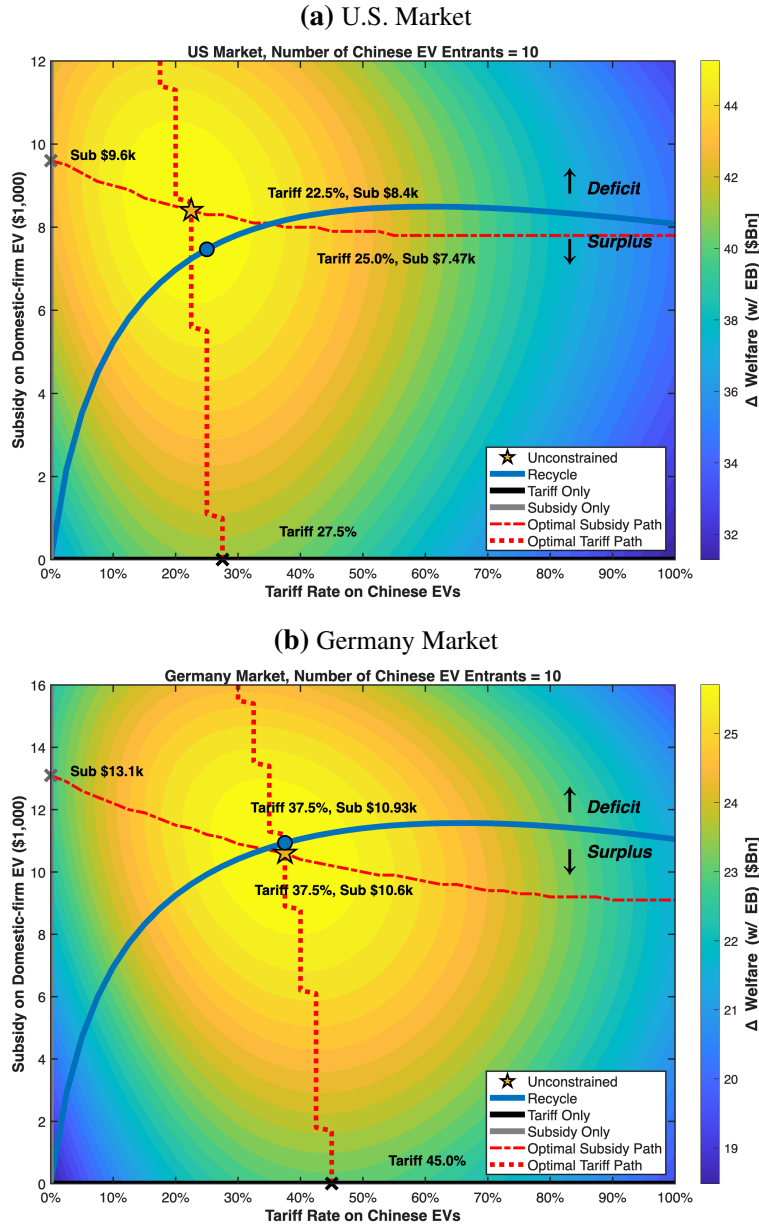 (a) U.S. Market
US Market, Number of Chinese EV Entrants = 10
12
10
8
6
4
2
0
Subsidy on Domestic-firm EV ($1,000)
Sub $9.6k
Tariff 22.5%, Sub $8.4k
Tariff 25.0%, Sub $7.47k
Tariff 27.5%
↑ Deficit
↓ Surplus
Unconstrained
Recycle
Tariff Only
Subsidy Only
Optimal Subsidy Path
Optimal Tariff Path
0% 10% 20% 30% 40% 50% 60% 70% 80% 90% 100%
Tariff Rate on Chinese EVs
44
42
40
38
36
34
32
Δ Welfare (w/ EB) [$Bn]
(b) Germany Market
Germany Market, Number of Chinese EV Entrants = 10
16
14
12
10
8
6
4
2
0
Subsidy on Domestic-firm EV ($1,000)
Sub $13.1k
Tariff 37.5%, Sub $10.93k
Tariff 37.5%, Sub $10.6k
Tariff 45.0%
↑ Deficit
↓ Surplus
Unconstrained
Recycle
Tariff Only
Subsidy Only
Optimal Subsidy Path
Optimal Tariff Path
0% 10% 20% 30% 40% 50% 60% 70% 80% 90% 100%
Tariff Rate on Chinese EVs
25
24
23
22
21
20
19
Δ Welfare (w/ EB) [$Bn]